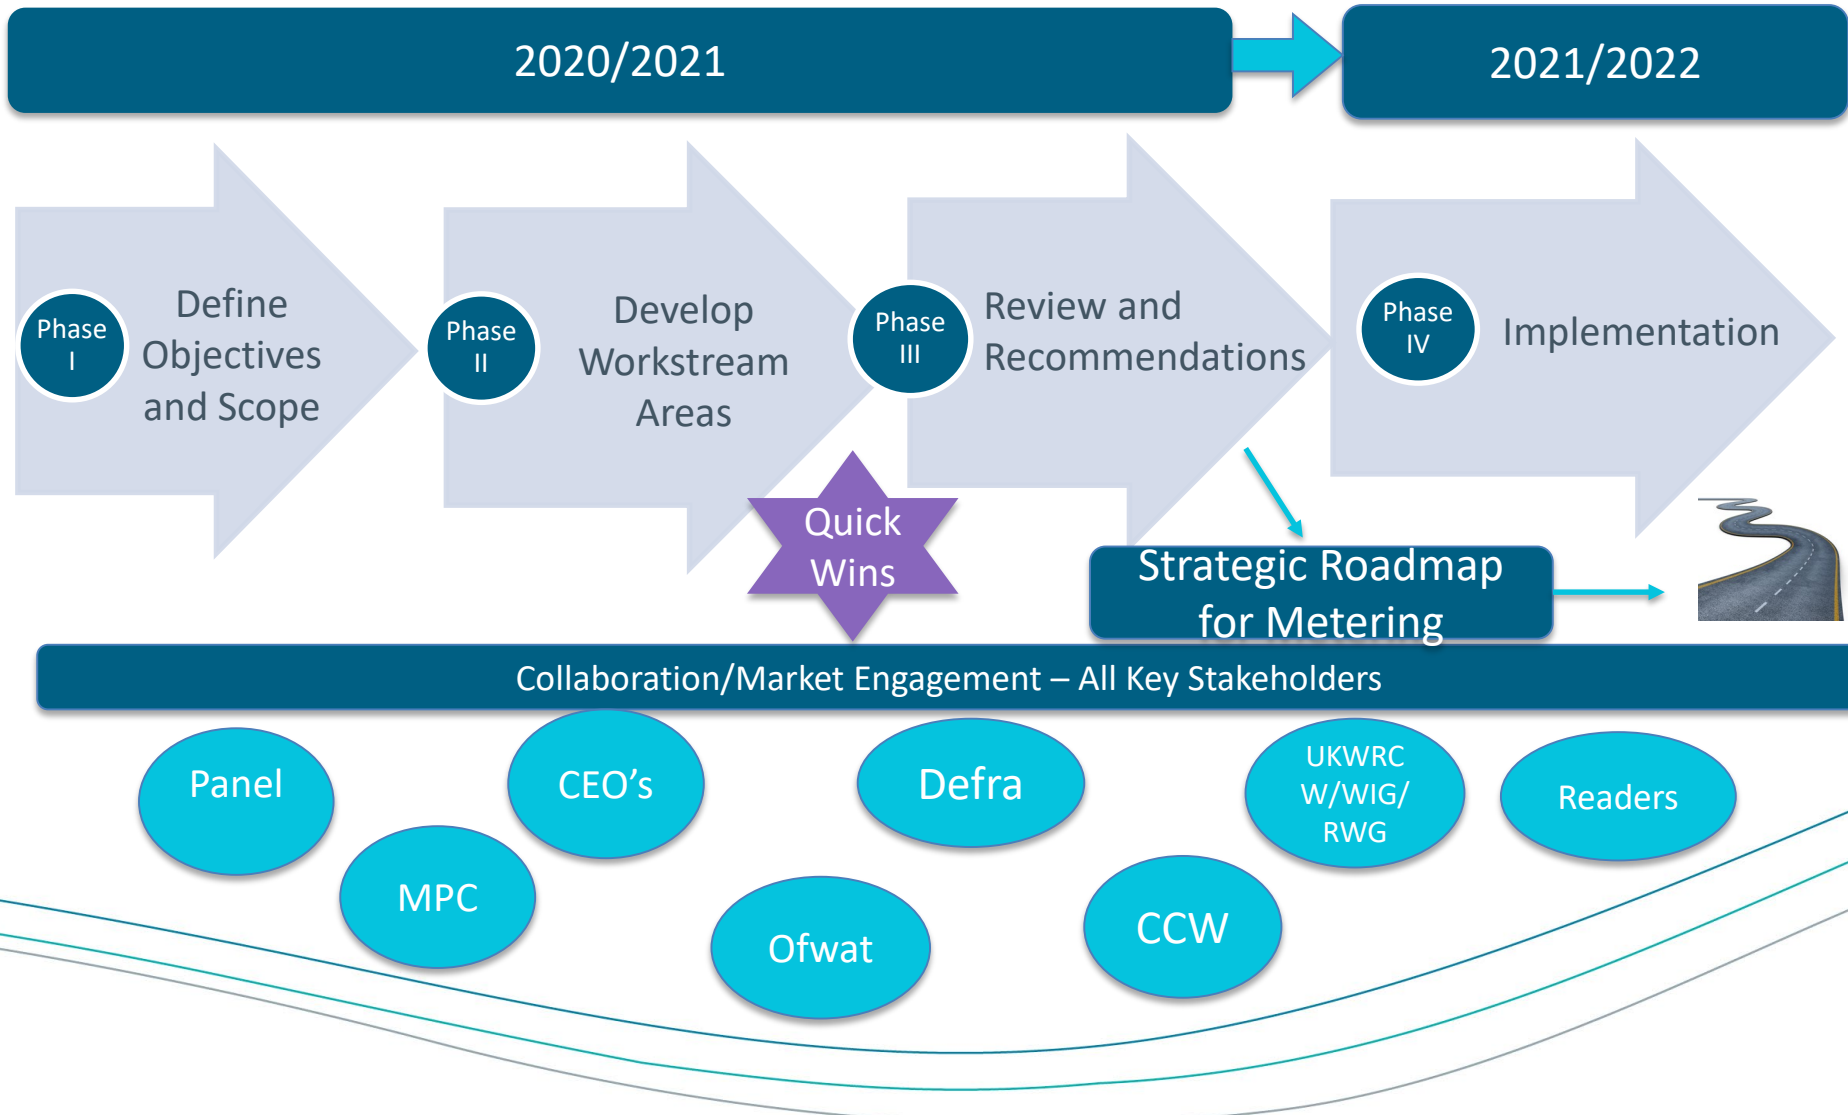 2020/2021
2021/2022
Phase
I
Define
Objectives
and Scope
Phase
II
Develop
Workstream
Areas
Phase
III
Review and
Recommendations
Phase
IV
Implementation
Quick
Wins
Strategic Roadmap
for Metering
Collaboration/Market Engagement – All Key Stakeholders
Panel
MPC
CEO’s
Ofwat
Defra
CCW
UKWRC
W/WIG/
RWG
Readers